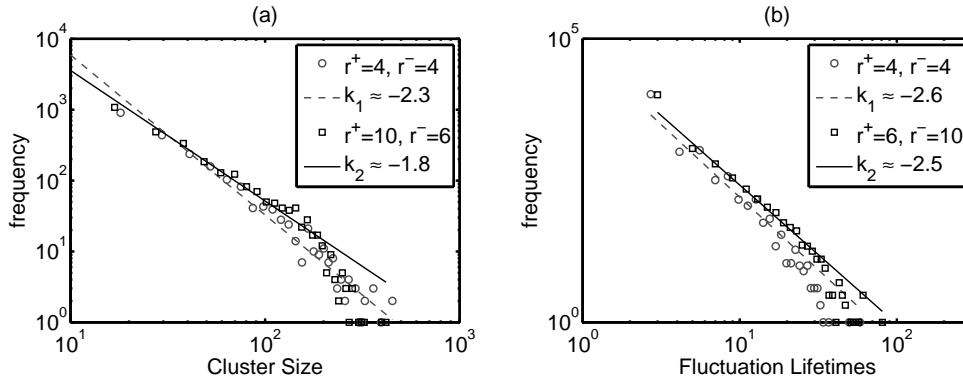 (a)
10^4
10^3
10^2
10^1
10^0
frequency
10^1
10^2
10^3
Cluster Size
r^+=4, r^−=4
k_1 ≈ −2.3
r^+=10, r^−=6
k_2 ≈ −1.8
(b)
10^5
10^0
frequency
10^0
10^1
10^2
Fluctuation Lifetimes
r^+=4, r^−=4
k_1 ≈ −2.6
r^+=6, r^−=10
k_2 ≈ −2.5